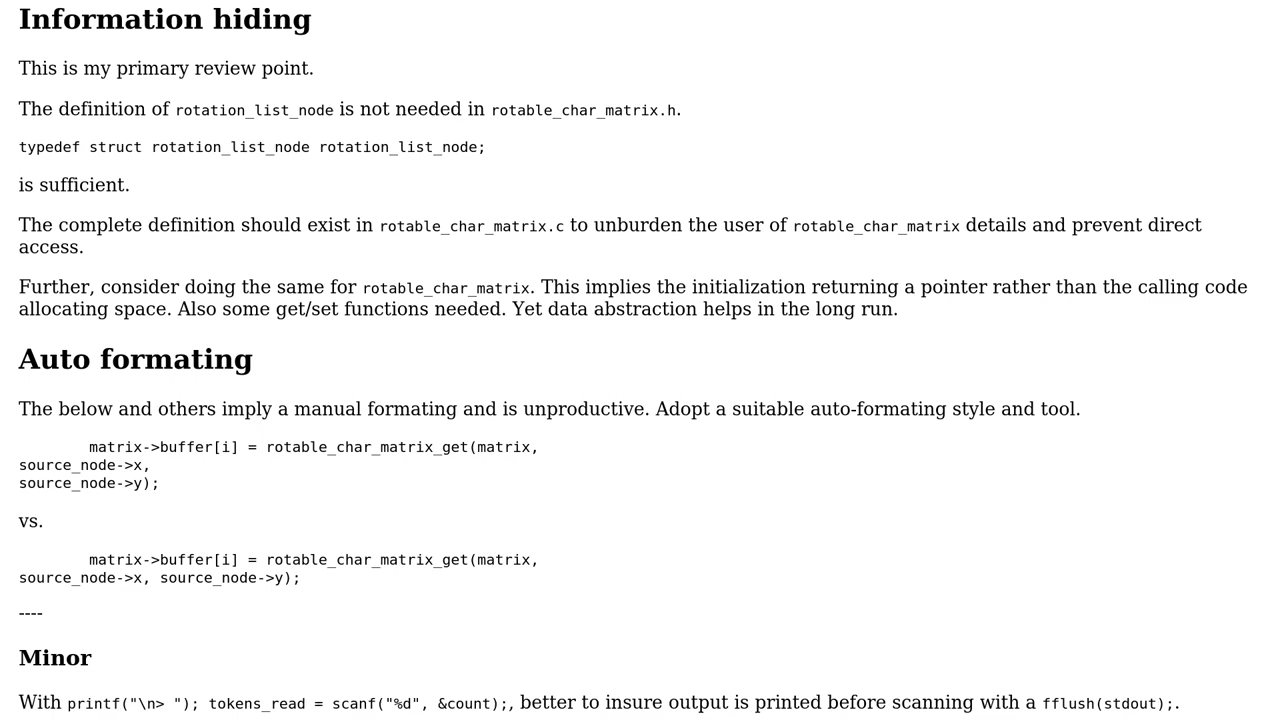 Information hiding
This is my primary review point.
The definition of rotation_list_node is not needed in rotable_char_matrix.h.
typedef struct rotation_list_node rotation_list_node;
is sufficient.
The complete definition should exist in rotable_char_matrix.c to unburden the user of rotable_char_matrix details and prevent direct
access.
Further, consider doing the same for rotable_char_matrix. This implies the initialization returning a pointer rather than the calling code
allocating space. Also some get/set functions needed. Yet data abstraction helps in the long run.
Auto formating
The below and others imply a manual formating and is unproductive. Adopt a suitable auto-formating style and tool.
        matrix->buffer[i] = rotable_char_matrix_get(matrix,
source_node->x,
source_node->y);
vs.
        matrix->buffer[i] = rotable_char_matrix_get(matrix,
source_node->x, source_node->y);
----
Minor
With printf("\n> "); tokens_read = scanf("%d", &count);, better to insure output is printed before scanning with a fflush(stdout);.